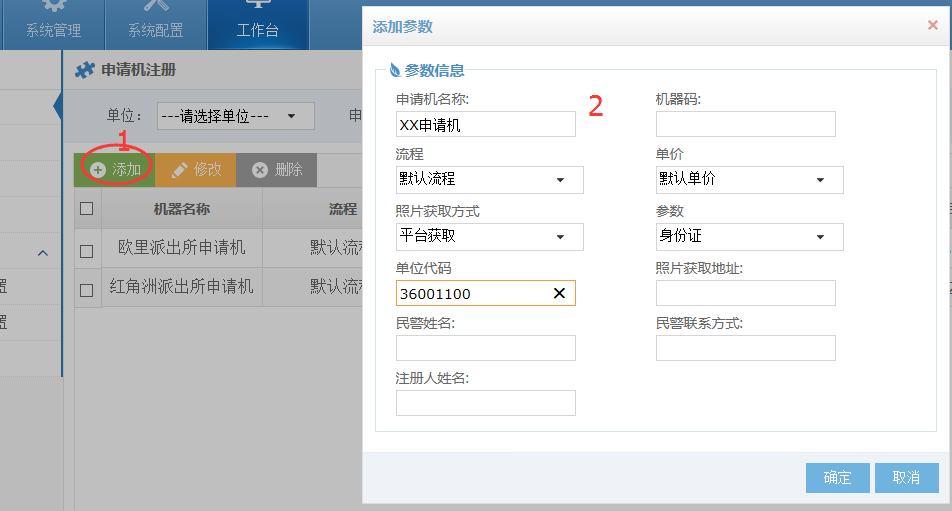 系统管理
系统配置
工作台
申请机注册
单位：
---请选择单位---
申
1
添加
修改
删除
机器名称
流程
欧里派出所申请机
默认流
红角洲派出所申请机
默认流
置
置
添加参数
×
参数信息
2
申请机名称:
机器码:
XX申请机
流程
单价
默认流程
默认单价
照片获取方式
参数
平台获取
身份证
单位代码
照片获取地址:
36001100
民警姓名:
民警联系方式:
注册人姓名:
确定
取消